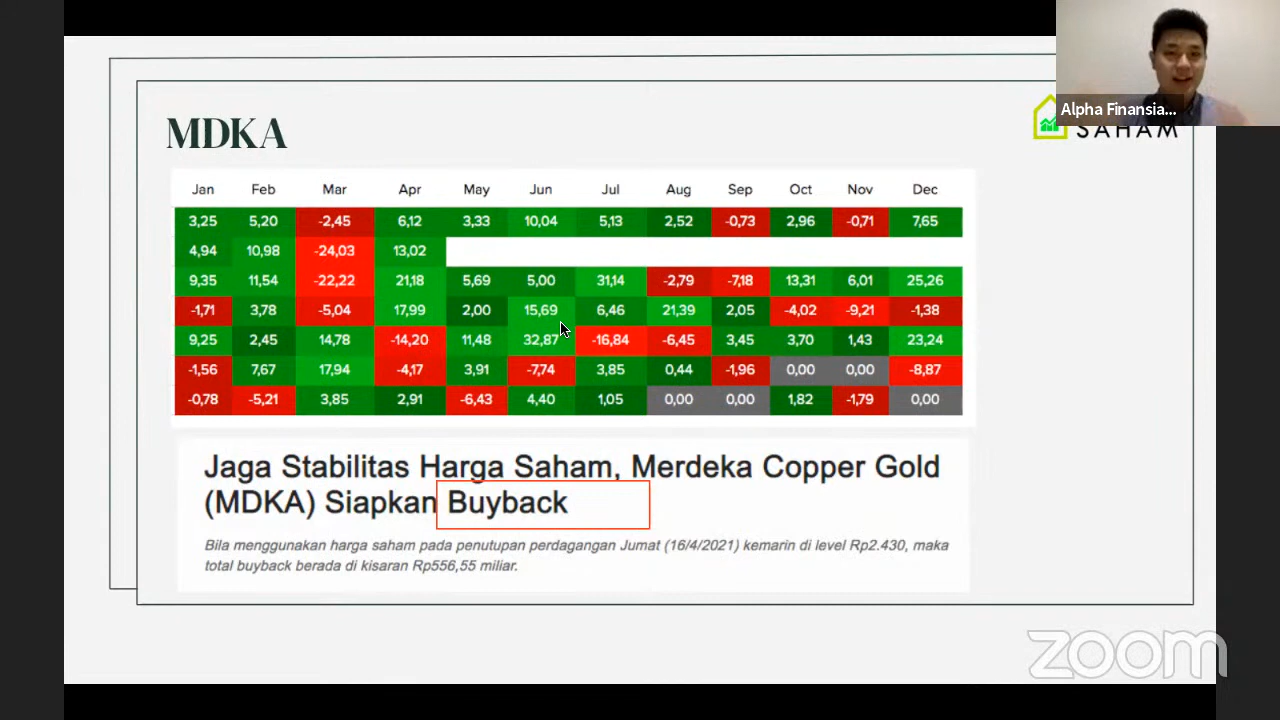 Alpha Finansia...
SAHAM
MDKA
Jan Feb Mar Apr May Jun Jul Aug Sep Oct Nov Dec
3,25 5,20 -2,45 6,12 3,33 10,04 5,13 2,52 -0,73 2,96 -0,71 7,65
4,94 10,98 -24,03 13,02
9,35 11,54 -22,22 21,18 5,69 5,00 31,14 -2,79 -7,18 13,31 6,01 25,26
-1,71 3,78 -5,04 17,99 2,00 15,69 6,46 21,39 2,05 -4,02 -9,21 -1,38
9,25 2,45 14,78 -14,20 11,48 32,87 -16,84 -6,45 3,45 3,70 1,43 23,24
-1,56 7,67 17,94 -4,17 3,91 -7,74 3,85 0,44 -1,96 0,00 0,00 -8,87
-0,78 -5,21 3,85 2,91 -6,43 4,40 1,05 0,00 0,00 1,82 -1,79 0,00
Jaga Stabilitas Harga Saham, Merdeka Copper Gold
(MDKA) Siapkan Buyback
Bila menggunakan harga saham pada penutupan perdagangan Jumat (16/4/2021) kemarin di level Rp2.430, maka
total buyback berada di kisaran Rp556,55 miliar.
zoom